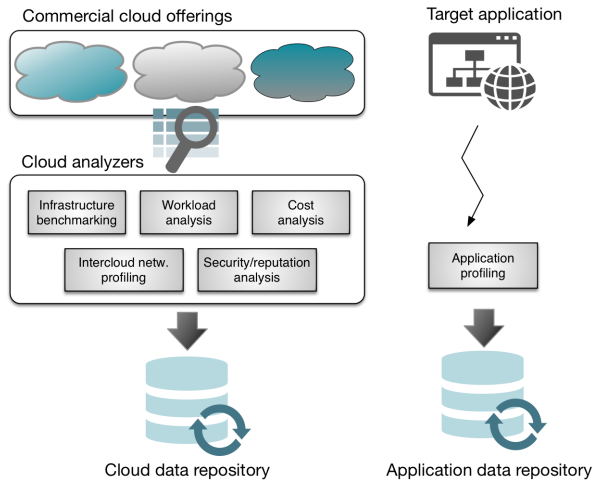 Commercial cloud offerings
Target application
Cloud analyzers
Infrastructure
benchmarking
Workload
analysis
Cost
analysis
Intercloud netw.
profiling
Security/reputation
analysis
Application
profiling
Cloud data repository
Application data repository